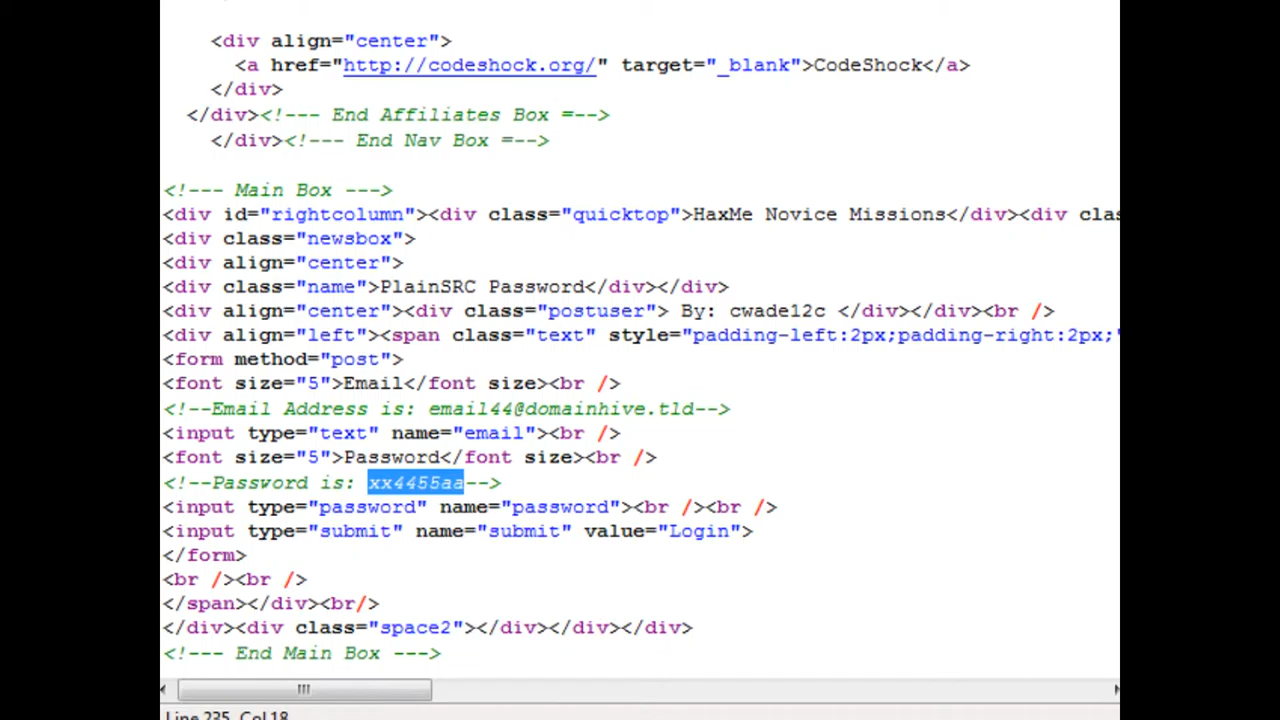 <div align="center">
<a href="http://codeshock.org/" target="_blank">CodeShock</a>
</div>
</div><!--- End Affiliates Box =-->
</div><!--- End Nav Box =-->
<!--- Main Box --->
<div id="rightcolumn"><div class="quicktop">HaxMe Novice Missions</div><div clas
<div class="newsbox">
<div align="center">
<div class="name">PlainSRC Password</div></div>
<div align="center"><div class="postuser"> By: cwade12c </div></div><br />
<div align="left"><span class="text" style="padding-left:2px;padding-right:2px;"
<form method="post">
<font size="5">Email</font size><br />
<!--Email Address is: email44@domainhive.tld-->
<input type="text" name="email"><br />
<font size="5">Password</font size><br />
<!--Password is: xx4455aa-->
<input type="password" name="password"><br /><br />
<input type="submit" name="submit" value="Login">
</form>
<br /><br />
</span></div><br/>
</div><div class="space2"></div></div></div>
<!--- End Main Box --->
Line 235, Col 18